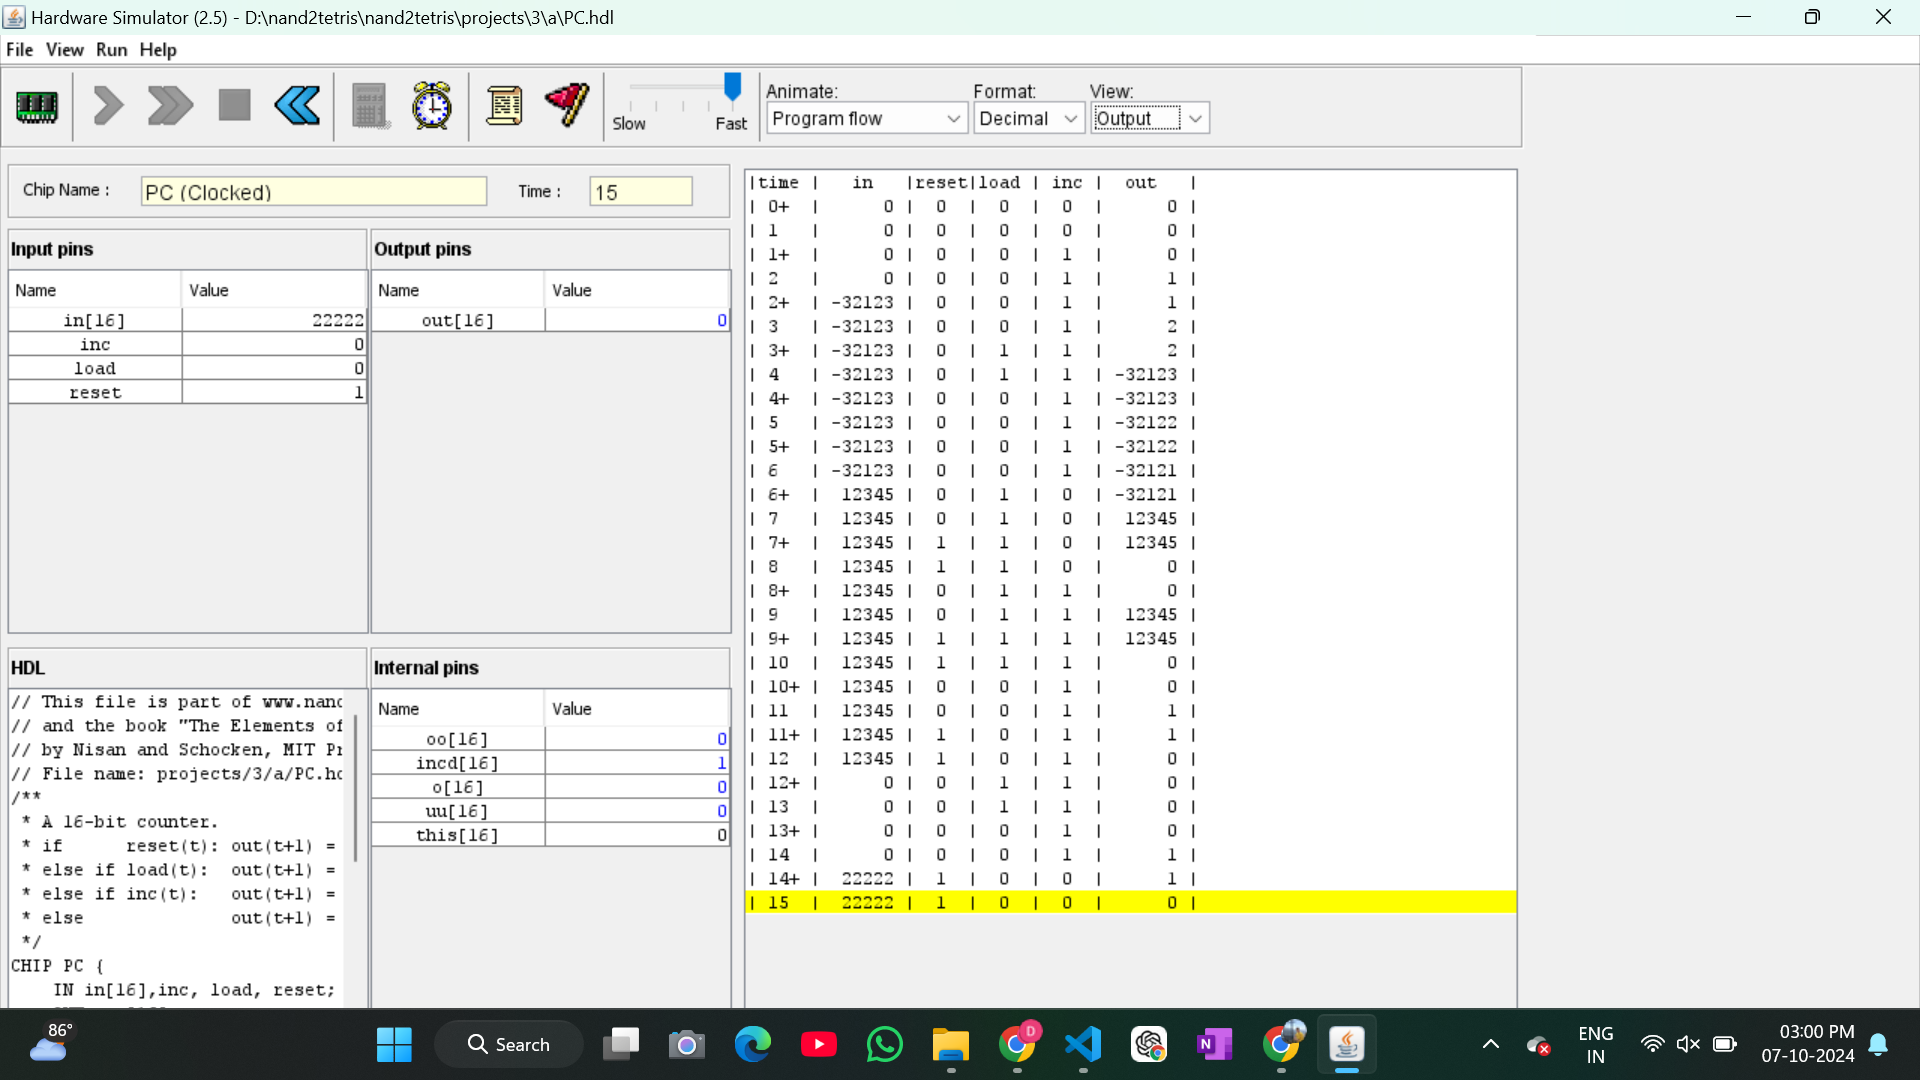 Hardware Simulator (2.5) - D:\nand2tetris\nand2tetris\projects\3\a\PC.hdl
File View Run Help
Slow Fast
Animate: Format: View:
Program flow Decimal Output
Chip Name : PC (Clocked) Time : 15
Input pins
Name Value
in[16] 22222
inc 0
load 0
reset 1
Output pins
Name Value
out[16] 0
HDL
// This file is part of www.nand
// and the book "The Elements of
// by Nisan and Schocken, MIT Pr
// File name: projects/3/a/PC.hd
/**
* A 16-bit counter.
* if reset(t): out(t+1) =
* else if load(t): out(t+1) =
* else if inc(t): out(t+1) =
* else out(t+1) =
*/
CHIP PC {
IN in[16],inc, load, reset;
Internal pins
Name Value
oo[16] 0
incd[16] 1
o[16] 0
uu[16] 0
this[16] 0
|time | in |reset|load | inc | out |
| 0+ | 0 | 0 | 0 | 0 | 0 |
| 1 | 0 | 0 | 0 | 0 | 0 |
| 1+ | 0 | 0 | 0 | 1 | 0 |
| 2 | 0 | 0 | 0 | 1 | 1 |
| 2+ | -32123 | 0 | 0 | 1 | 1 |
| 3 | -32123 | 0 | 0 | 1 | 2 |
| 3+ | -32123 | 0 | 1 | 1 | 2 |
| 4 | -32123 | 0 | 1 | 1 | -32123 |
| 4+ | -32123 | 0 | 0 | 1 | -32123 |
| 5 | -32123 | 0 | 0 | 1 | -32122 |
| 5+ | -32123 | 0 | 0 | 1 | -32122 |
| 6 | -32123 | 0 | 0 | 1 | -32121 |
| 6+ | 12345 | 0 | 1 | 0 | -32121 |
| 7 | 12345 | 0 | 1 | 0 | 12345 |
| 7+ | 12345 | 1 | 1 | 0 | 12345 |
| 8 | 12345 | 1 | 1 | 0 | 0 |
| 8+ | 12345 | 0 | 1 | 1 | 0 |
| 9 | 12345 | 0 | 1 | 1 | 12345 |
| 9+ | 12345 | 1 | 1 | 1 | 12345 |
| 10 | 12345 | 1 | 1 | 1 | 0 |
| 10+ | 12345 | 0 | 0 | 1 | 0 |
| 11 | 12345 | 0 | 0 | 1 | 1 |
| 11+ | 12345 | 1 | 0 | 1 | 1 |
| 12 | 12345 | 1 | 0 | 1 | 0 |
| 12+ | 0 | 0 | 1 | 1 | 0 |
| 13 | 0 | 0 | 1 | 1 | 0 |
| 13+ | 0 | 0 | 0 | 1 | 0 |
| 14 | 0 | 0 | 0 | 1 | 1 |
| 14+ | 22222 | 1 | 0 | 0 | 1 |
| 15 | 22222 | 1 | 0 | 0 | 0 |
86°
Search
D
N
ENG
IN
03:00 PM
07-10-2024